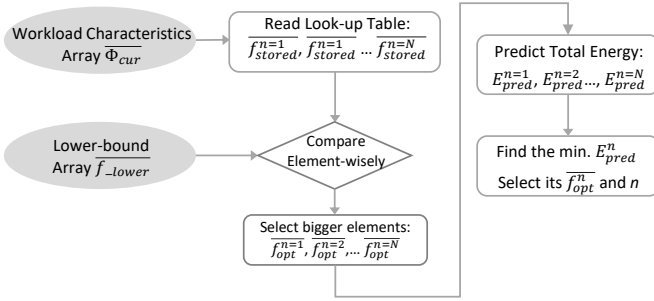 Workload Characteristics
Array $\overline{\Phi_{cur}}$
Read Look-up Table:
$\overline{f_{stored}^{n=1}}, \overline{f_{stored}^{n=1}} \ldots \overline{f_{stored}^{n=N}}$
Lower-bound
Array $\overline{f_{\_lower}}$
Compare
Element-wisely
Select bigger elements:
$\overline{f_{opt}^{n=1}}, \overline{f_{opt}^{n=2}}, \ldots \overline{f_{opt}^{n=N}}$
Predict Total Energy:
$E_{pred}^{n=1}, E_{pred}^{n=2} \ldots, E_{pred}^{n=N}$
Find the min. $E_{pred}^{n}$
Select its $\overline{f_{opt}^{n}}$ and $n$